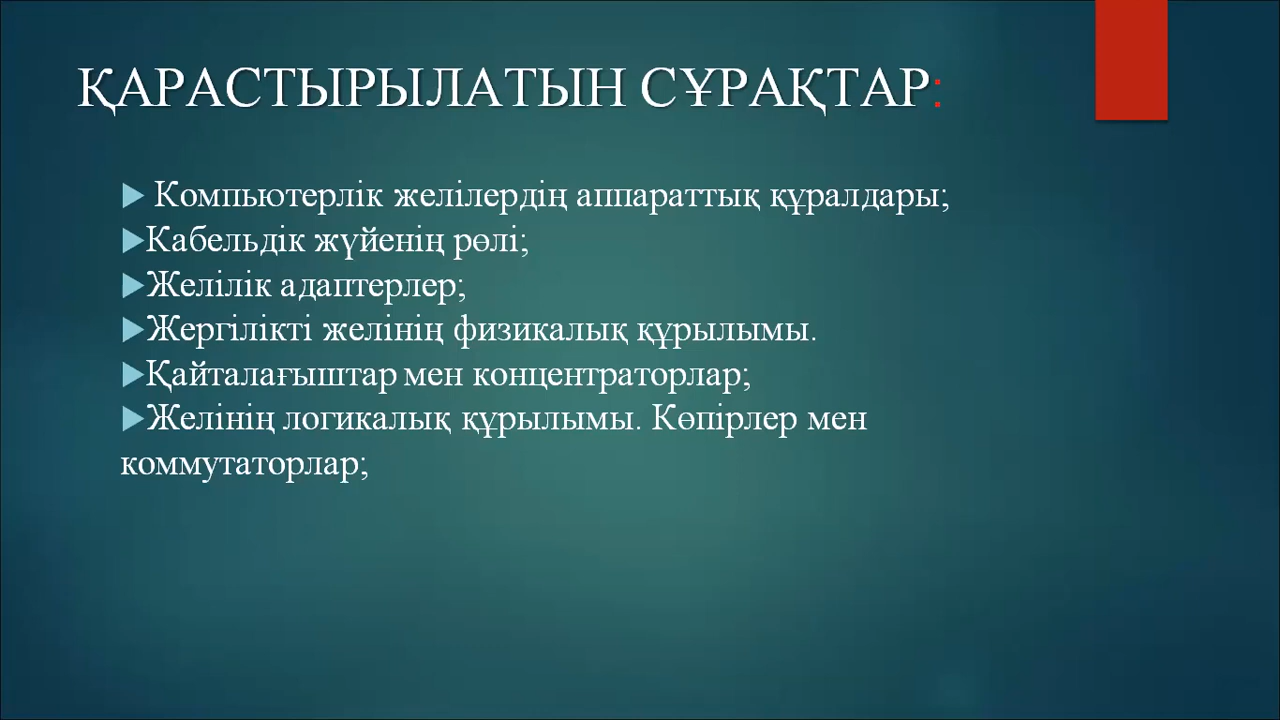 ҚАРАСТЫРЫЛАТЫН СҰРАҚТАР:
Компьютерлік желілердің аппараттық құралдары;
Кабельдік жүйенің рөлі;
Желілік адаптерлер;
Жергілікті желінің физикалық құрылымы.
Қайталағыштар мен концентраторлар;
Желінің логикалық құрылымы. Көпірлер мен
коммутаторлар;